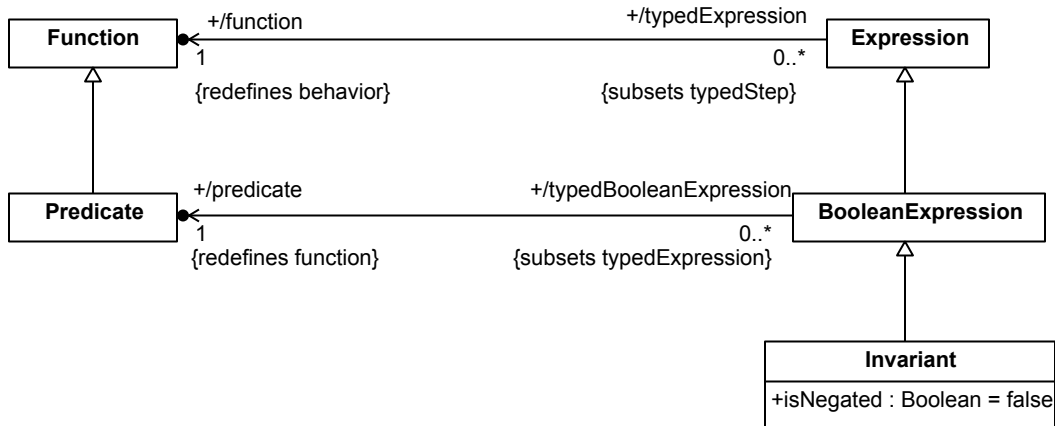 +/function
+/typedExpression
Function
Expression
1
0..*
{redefines behavior}
{subsets typedStep}
+/predicate
+/typedBooleanExpression
Predicate
BooleanExpression
1
0..*
{redefines function}
{subsets typedExpression}
Invariant
+isNegated : Boolean = false